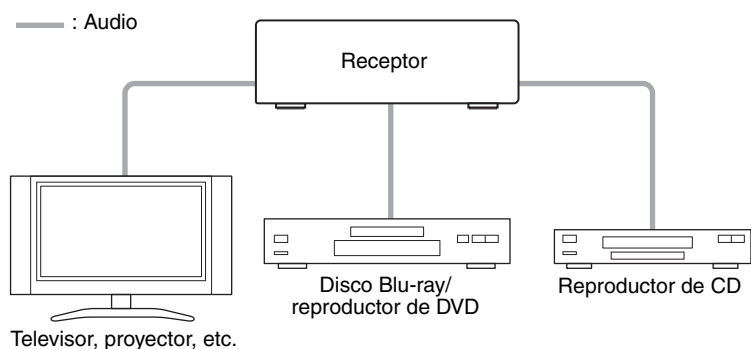 : Audio
Receptor
Disco Blu-ray/
reproductor de DVD
Reproductor de CD
Televisor, proyector, etc.